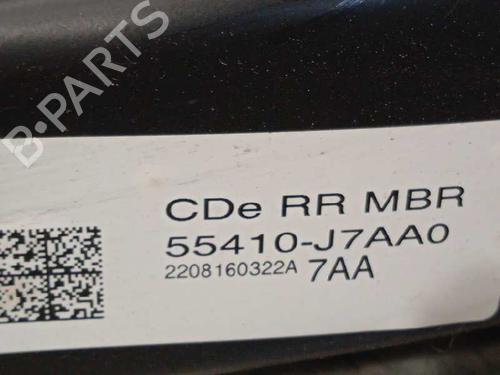 B-PARTS
CDe RR MBR
55410-J7AA0
2208160322A 7AA